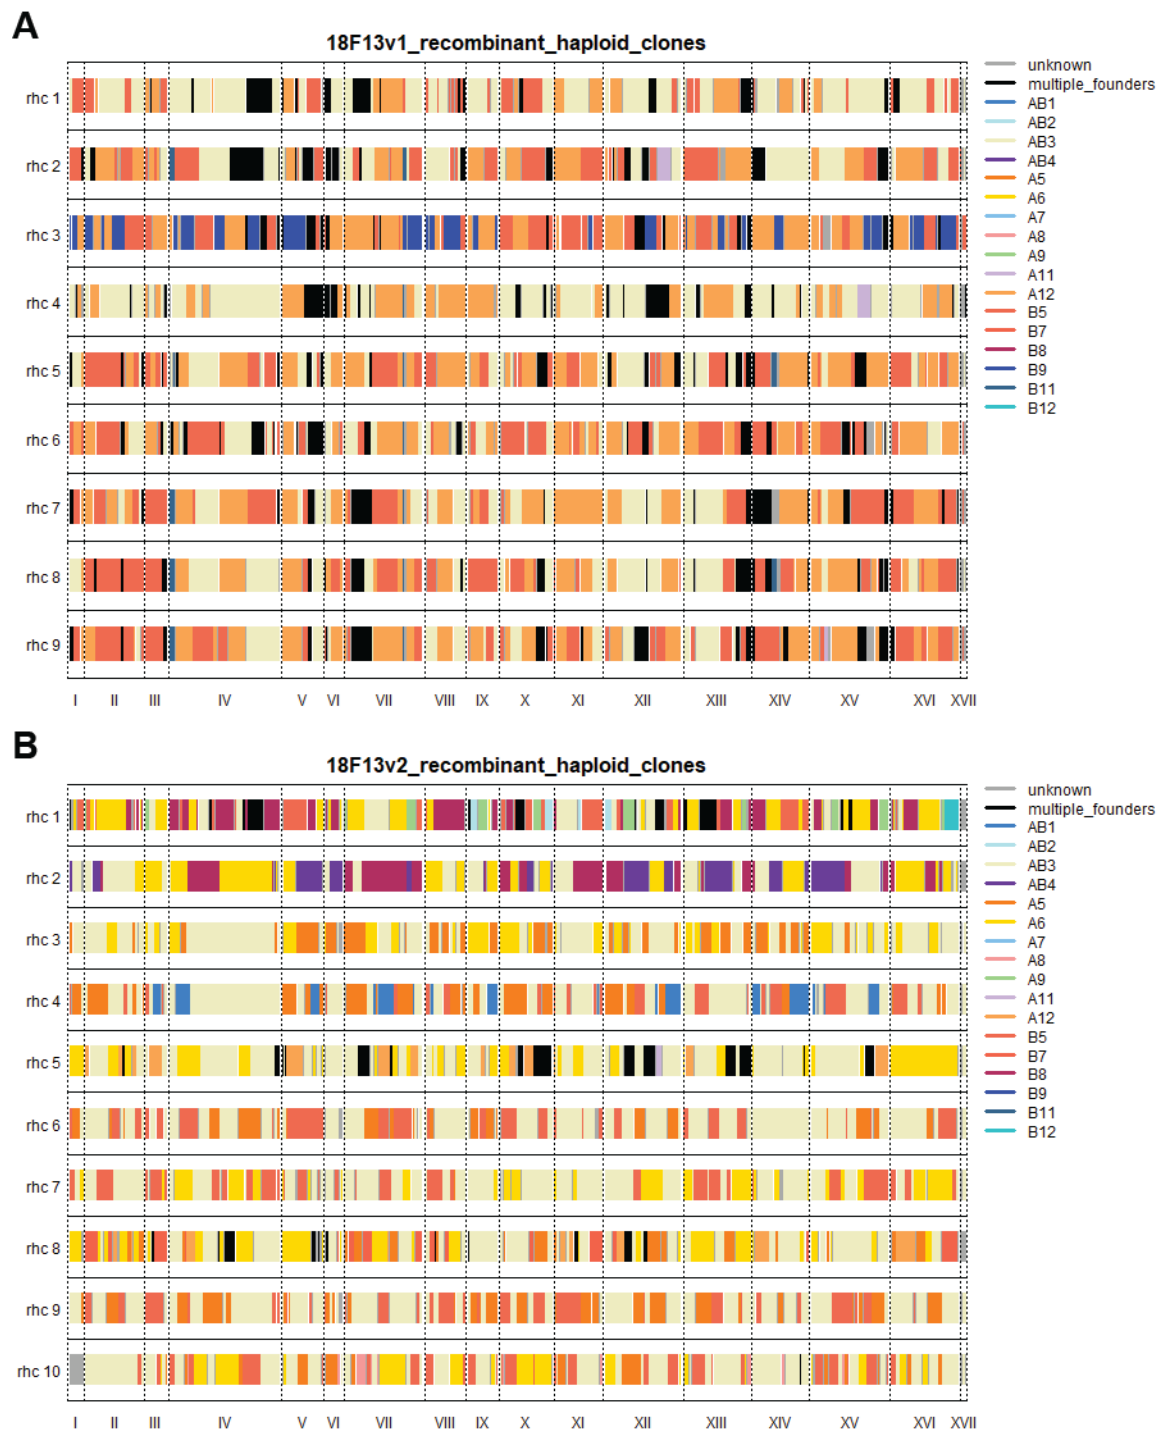 A
18F13v1_recombinant_haploid_clones
rhc 1
rhc 2
rhc 3
rhc 4
rhc 5
rhc 6
rhc 7
rhc 8
rhc 9
I II III IV V VI VII VIII IX X XI XII XIII XIV XV XVI XVII
unknown
multiple_founders
AB1
AB2
AB3
AB4
A5
A6
A7
A8
A9
A11
A12
B5
B7
B8
B9
B11
B12
B
18F13v2_recombinant_haploid_clones
rhc 1
rhc 2
rhc 3
rhc 4
rhc 5
rhc 6
rhc 7
rhc 8
rhc 9
rhc 10
I II III IV V VI VII VIII IX X XI XII XIII XIV XV XVI XVII
unknown
multiple_founders
AB1
AB2
AB3
AB4
A5
A6
A7
A8
A9
A11
A12
B5
B7
B8
B9
B11
B12